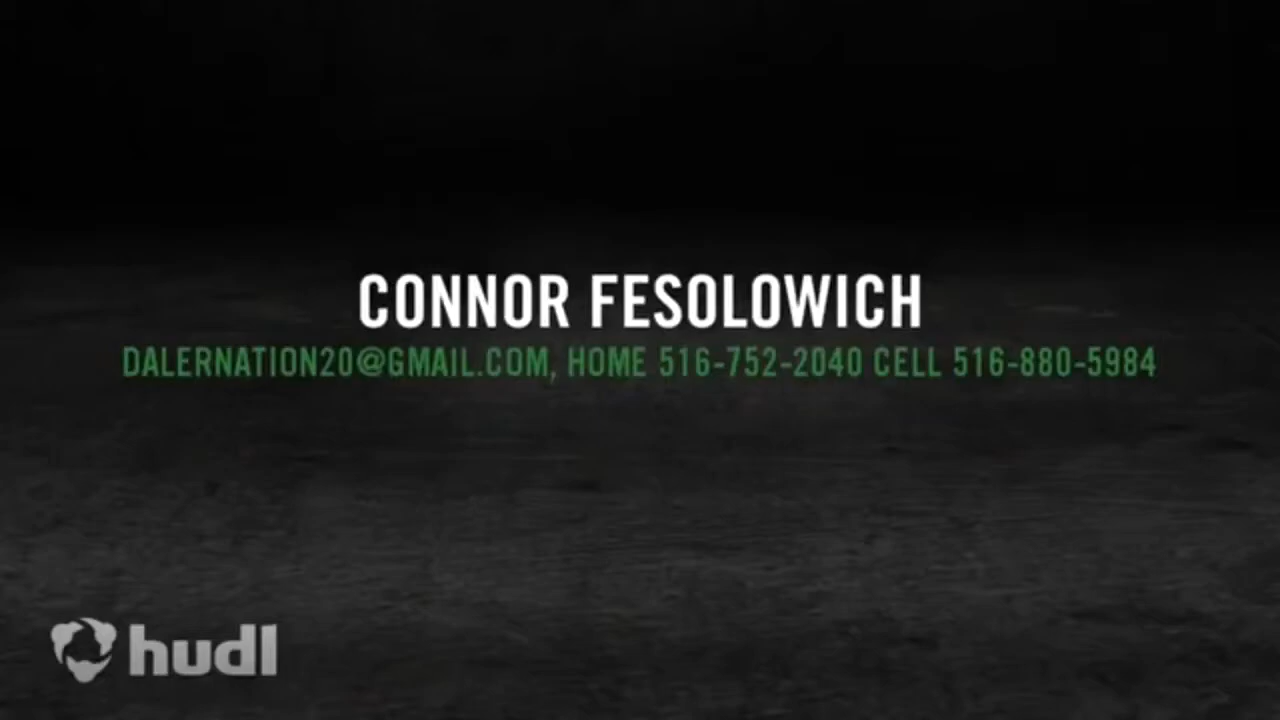 CONNOR FESOLOWICH
DALERNATION20@GMAIL.COM, HOME 516-752-2040 CELL 516-880-5984
hudl